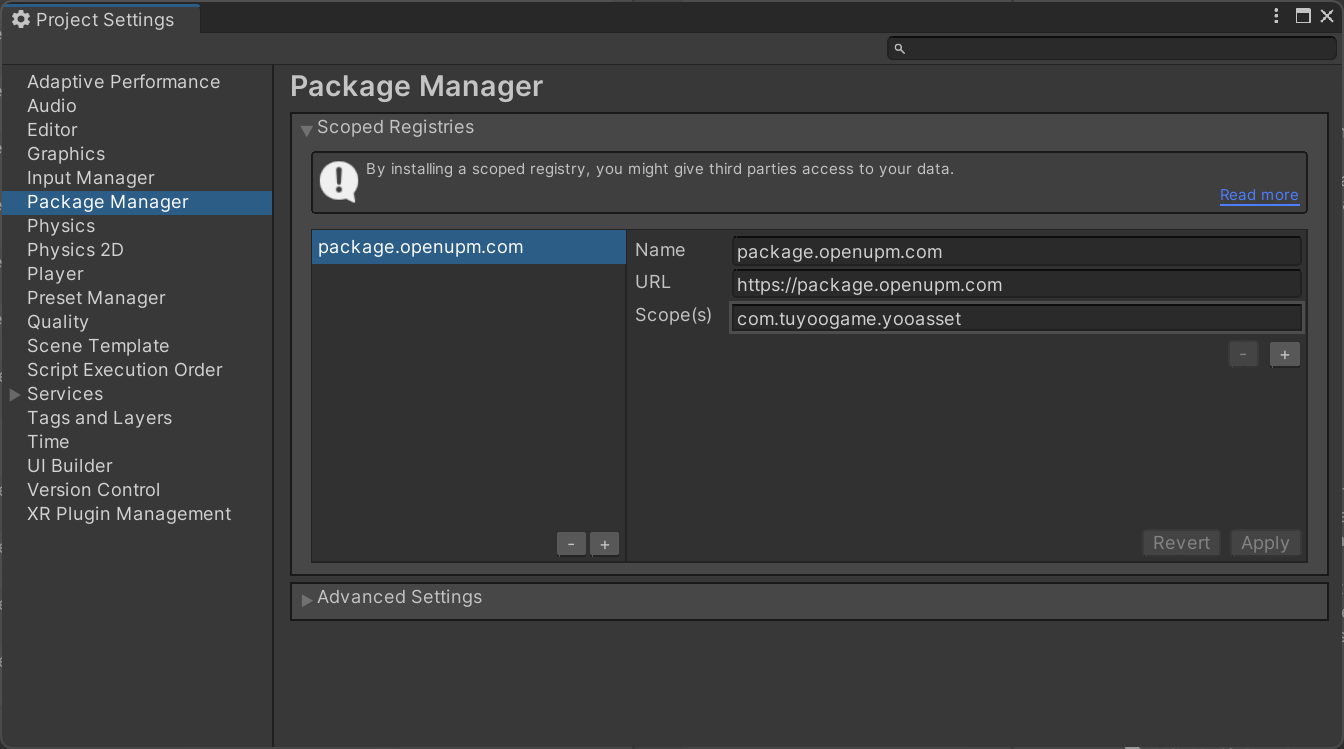 Project Settings
Adaptive Performance
Audio
Editor
Graphics
Input Manager
Package Manager
Physics
Physics 2D
Player
Preset Manager
Quality
Scene Template
Script Execution Order
Services
Tags and Layers
Time
UI Builder
Version Control
XR Plugin Management
Package Manager
Scoped Registries
By installing a scoped registry, you might give third parties access to your data.
Read more
package.openupm.com
Name package.openupm.com
URL https://package.openupm.com
Scope(s) com.tuyoogame.yooasset
- +
- +
Revert Apply
Advanced Settings